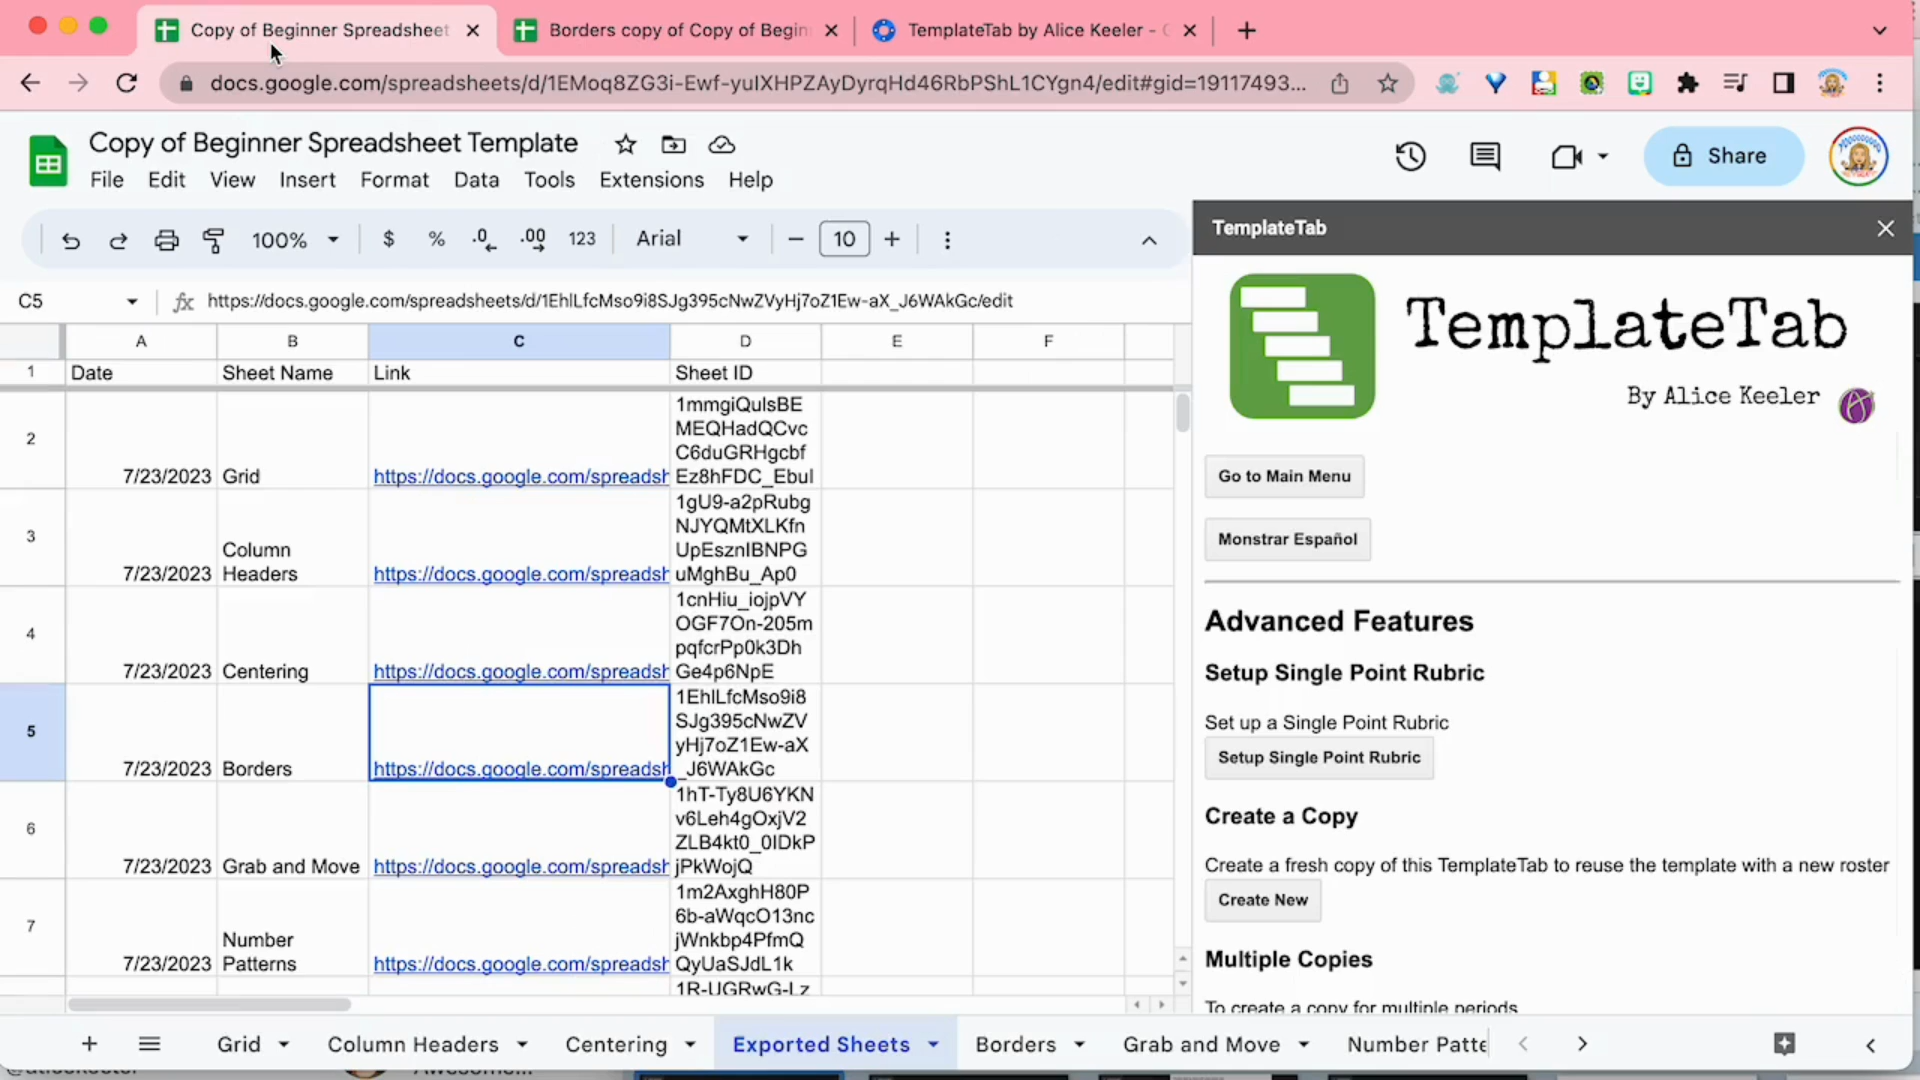 Copy of Beginner Spreadsheet
Borders copy of Copy of Begin
TemplateTab by Alice Keeler -
docs.google.com/spreadsheets/d/1EMoq8ZG3i-Ewf-yuIXHPZAyDyrqHd46RbPShL1CYgn4/edit#gid=19117493...
Copy of Beginner Spreadsheet Template
File Edit View Insert Format Data Tools Extensions Help
Share
100% $ % .0 .00 123 Arial 10
C5 fx https://docs.google.com/spreadsheets/d/1EhlLfcMso9i8SJg395cNwZVyHj7oZ1Ew-aX_J6WAkGc/edit
A B C D E F
1 Date Sheet Name Link Sheet ID
1mmgiQulsBE
MEQHadQCvc
C6duGRHgcbf
2 7/23/2023 Grid https://docs.google.com/spreadsh Ez8hFDC_Ebul
1gU9-a2pRubg
NJYQMtXLKfn
Column UpEsznlBNPG
3 7/23/2023 Headers https://docs.google.com/spreadsh uMghBu_Ap0
1cnHiu_iojpVY
OGF7On-205m
pqfcrPp0k3Dh
4 7/23/2023 Centering https://docs.google.com/spreadsh Ge4p6NpE
1EhlLfcMso9i8
SJg395cNwZV
yHj7oZ1Ew-aX
5 7/23/2023 Borders https://docs.google.com/spreadsh _J6WAkGc
1hT-Ty8U6YKN
v6Leh4gOxjV2
ZLB4kt0_0IDkP
6 7/23/2023 Grab and Move https://docs.google.com/spreadsh jPkWojQ
1m2AxghH80P
6b-aWqcO13nc
Number jWnkbp4PfmQ
7 7/23/2023 Patterns https://docs.google.com/spreadsh QyUaSJdL1k
1R-UGRwG-Lz
TemplateTab
TemplateTab
By Alice Keeler
Go to Main Menu
Monstrar Español
Advanced Features
Setup Single Point Rubric
Set up a Single Point Rubric
Setup Single Point Rubric
Create a Copy
Create a fresh copy of this TemplateTab to reuse the template with a new roster
Create New
Multiple Copies
To create a copy for multiple periods
Grid Column Headers Centering Exported Sheets Borders Grab and Move Number Patte